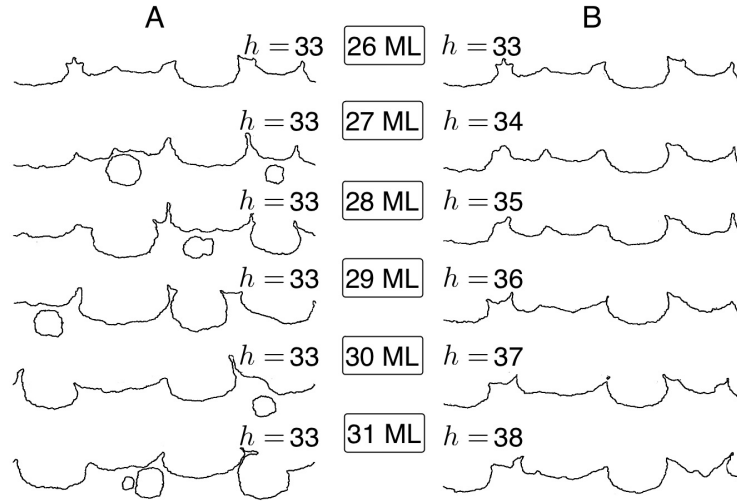 A B
h = 33 26 ML h = 33
h = 33 27 ML h = 34
h = 33 28 ML h = 35
h = 33 29 ML h = 36
h = 33 30 ML h = 37
h = 33 31 ML h = 38